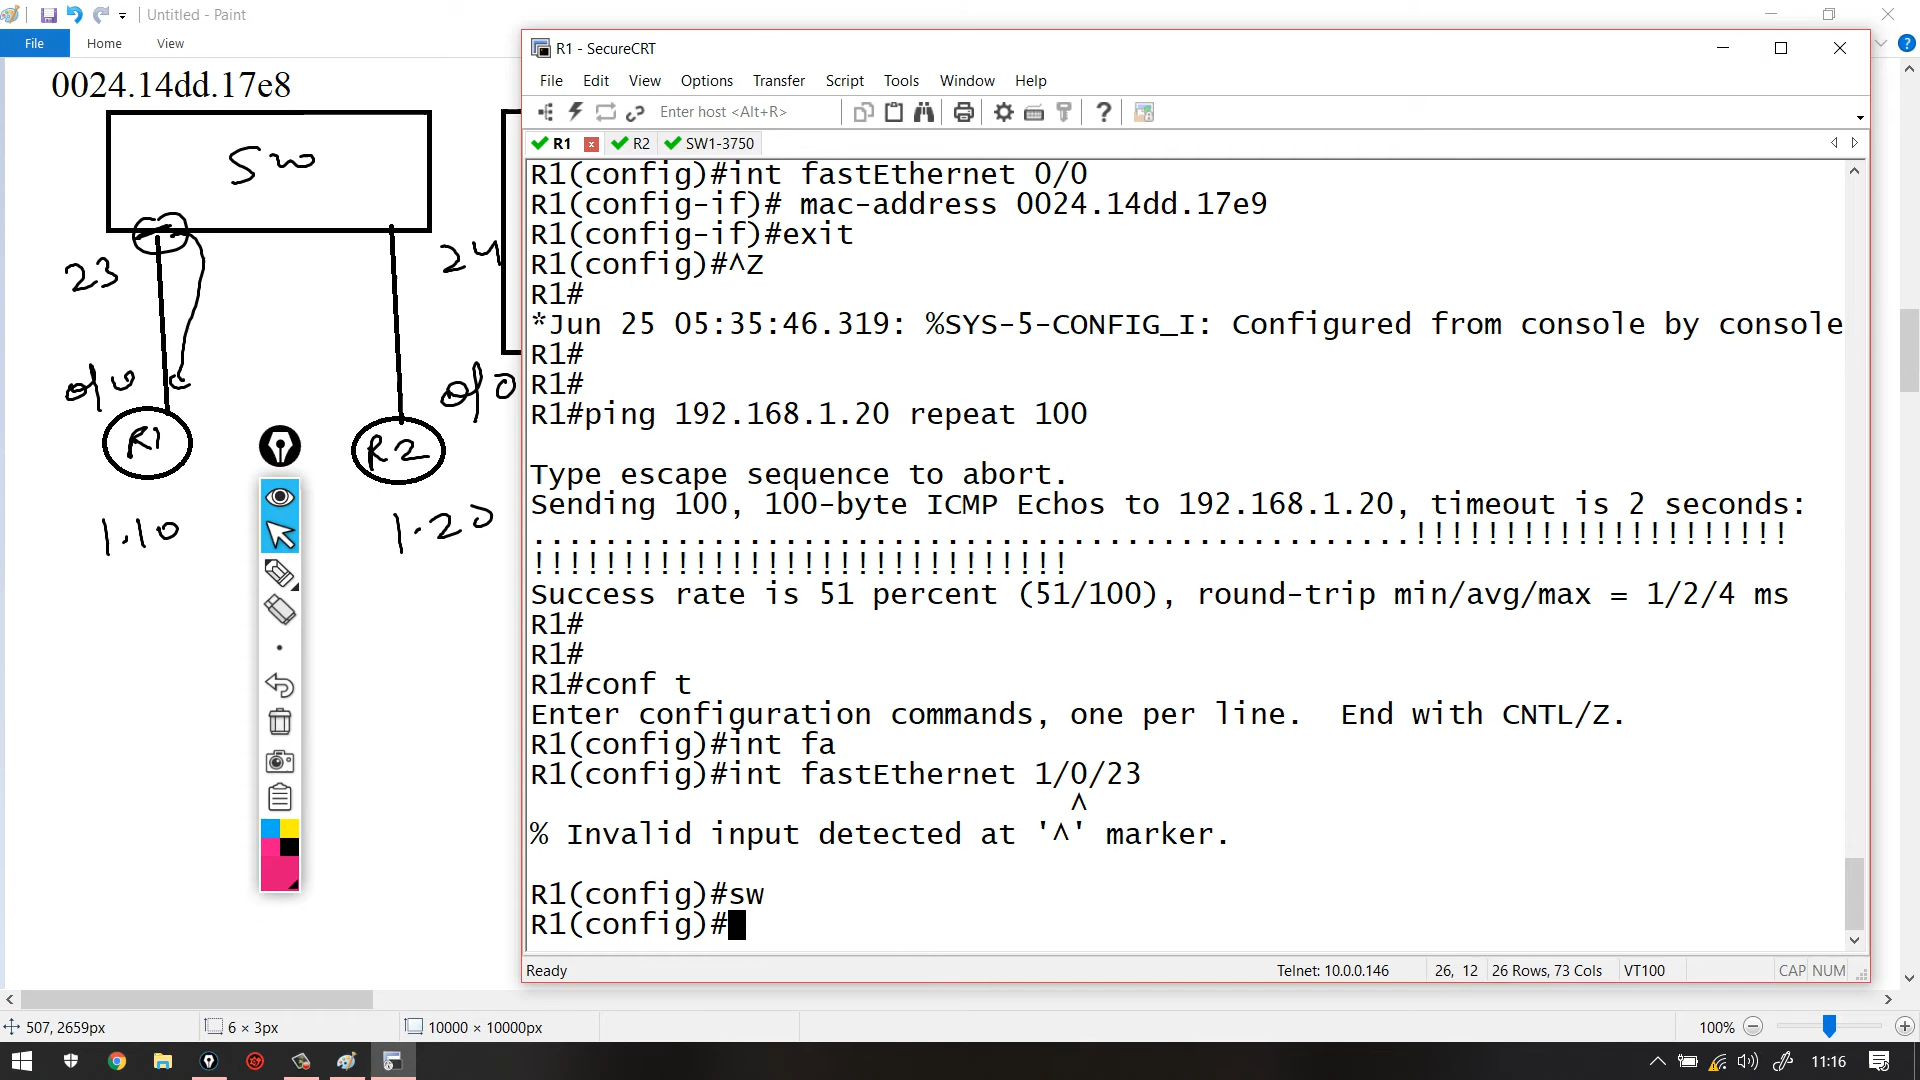 Untitled - Paint
File Home View
0024.14dd.17e8
SW
23
24
0/0
0/0
R1
R2
1.10
1.20
R1 - SecureCRT
File Edit View Options Transfer Script Tools Window Help
Enter host <Alt+R>
R1 R2 SW1-3750
R1(config)#int fastEthernet 0/0
R1(config-if)# mac-address 0024.14dd.17e9
R1(config-if)#exit
R1(config)#^Z
R1#
*Jun 25 05:35:46.319: %SYS-5-CONFIG_I: Configured from console by console
R1#
R1#
R1#ping 192.168.1.20 repeat 100
Type escape sequence to abort.
Sending 100, 100-byte ICMP Echos to 192.168.1.20, timeout is 2 seconds:
.................................................!!!!!!!!!!!!!!!!!!!!!
!!!!!!!!!!!!!!!!!!!!!!!!!!!!!!
Success rate is 51 percent (51/100), round-trip min/avg/max = 1/2/4 ms
R1#
R1#
R1#conf t
Enter configuration commands, one per line.  End with CNTL/Z.
R1(config)#int fa
R1(config)#int fastEthernet 1/0/23
^
% Invalid input detected at '^' marker.
R1(config)#sw
R1(config)#
Ready Telnet: 10.0.0.146 26, 12 26 Rows, 73 Cols VT100 CAP NUM
507, 2659px 6 × 3px 10000 × 10000px 100%
11:16